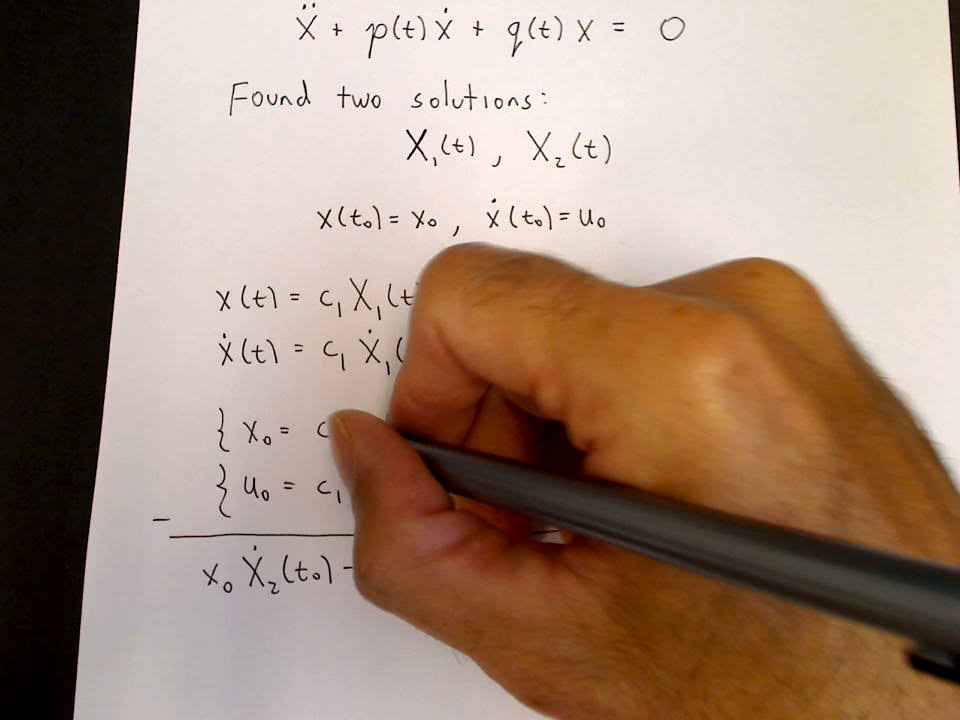 Ẍ + p(t) Ẋ + q(t) X = 0
Found two solutions:
X₁(t) , X₂(t)
x(t₀) = x₀ , ẋ(t₀) = u₀
x(t) = c₁ X₁(t
ẋ(t) = c₁ Ẋ₁(
{ x₀ = c
{ u₀ = c₁
−
x₀ Ẋ₂(t₀) −